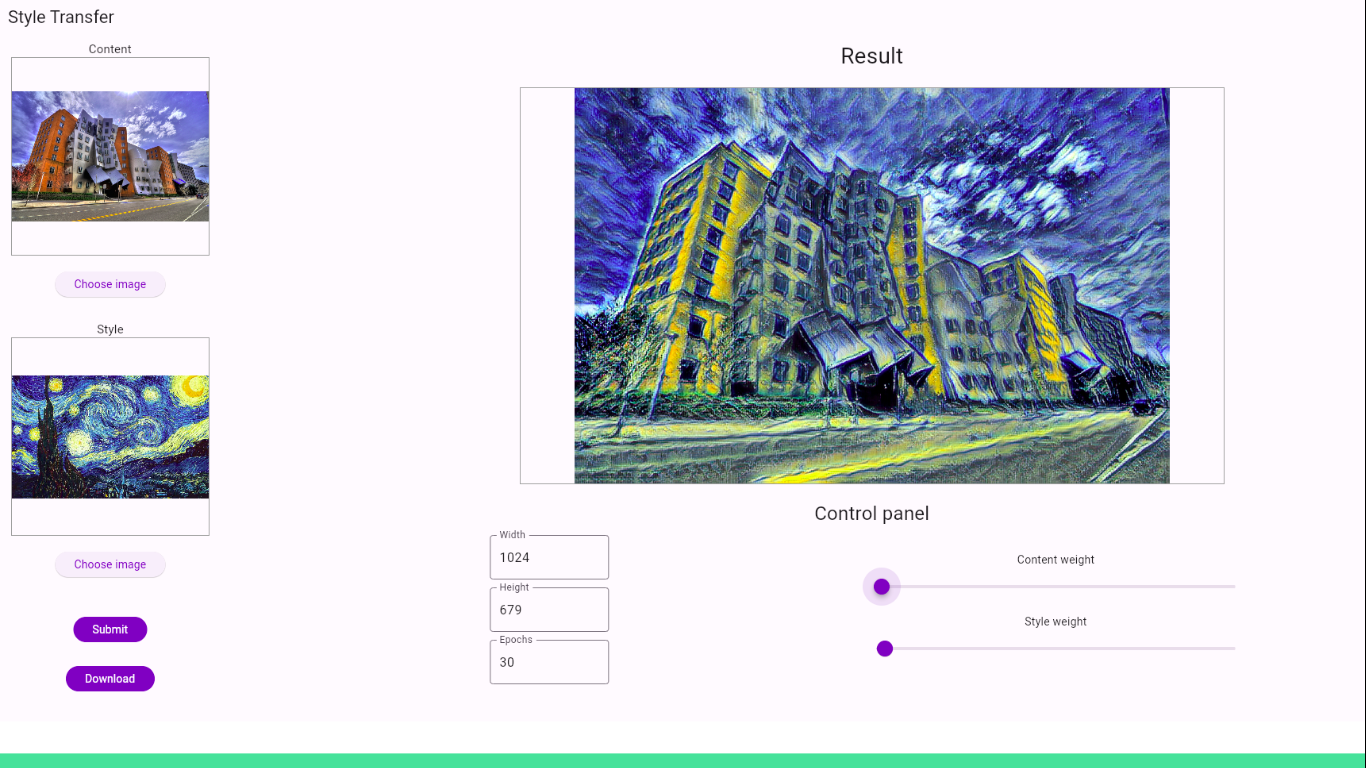 Style Transfer
Content
Choose image
Style
Choose image
Submit
Download
Result
Control panel
Width
1024
Height
679
Epochs
30
Content weight
Style weight